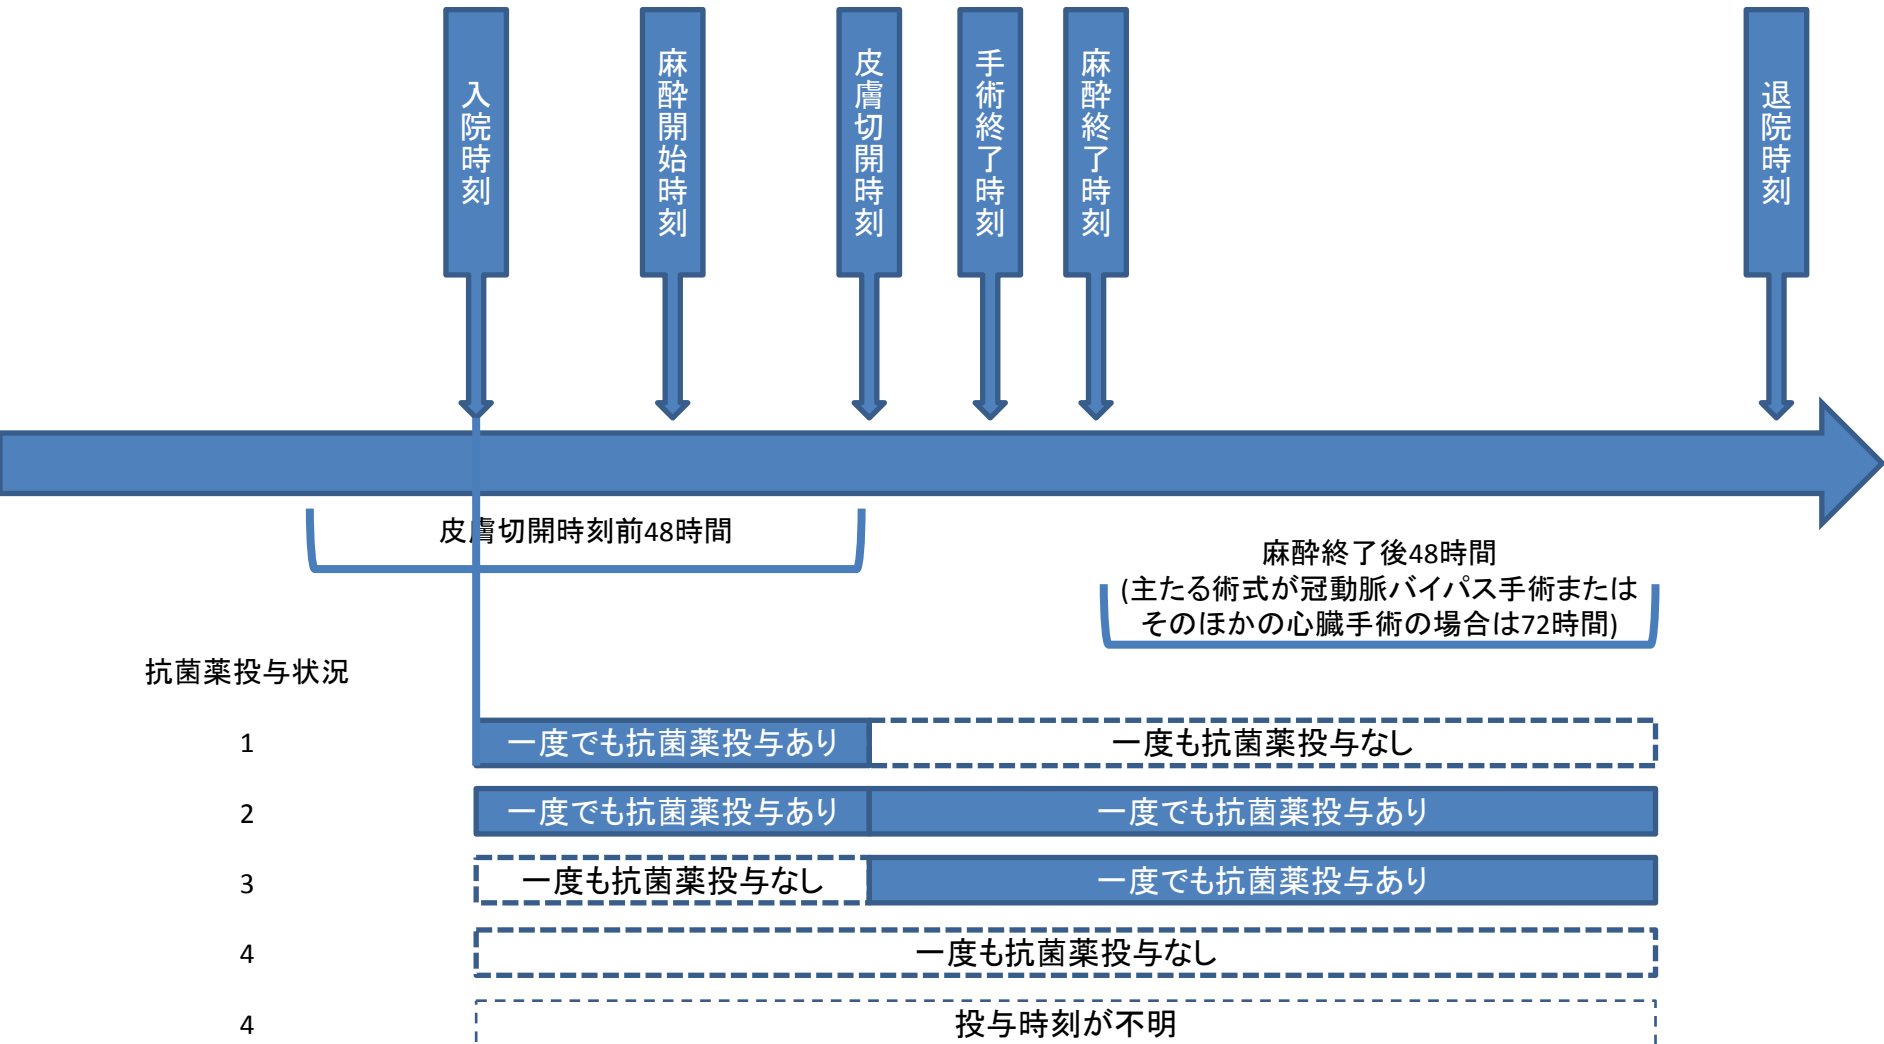 入院時刻
麻酔開始時刻
皮膚切開時刻
手術終了時刻
麻酔終了時刻
退院時刻
皮膚切開時刻前48時間
麻酔終了後48時間
(主たる術式が冠動脈バイパス手術または
そのほかの心臓手術の場合は72時間)
抗菌薬投与状況
1 一度でも抗菌薬投与あり 一度も抗菌薬投与なし
2 一度でも抗菌薬投与あり 一度でも抗菌薬投与あり
3 一度も抗菌薬投与なし 一度でも抗菌薬投与あり
4 一度も抗菌薬投与なし
4 投与時刻が不明